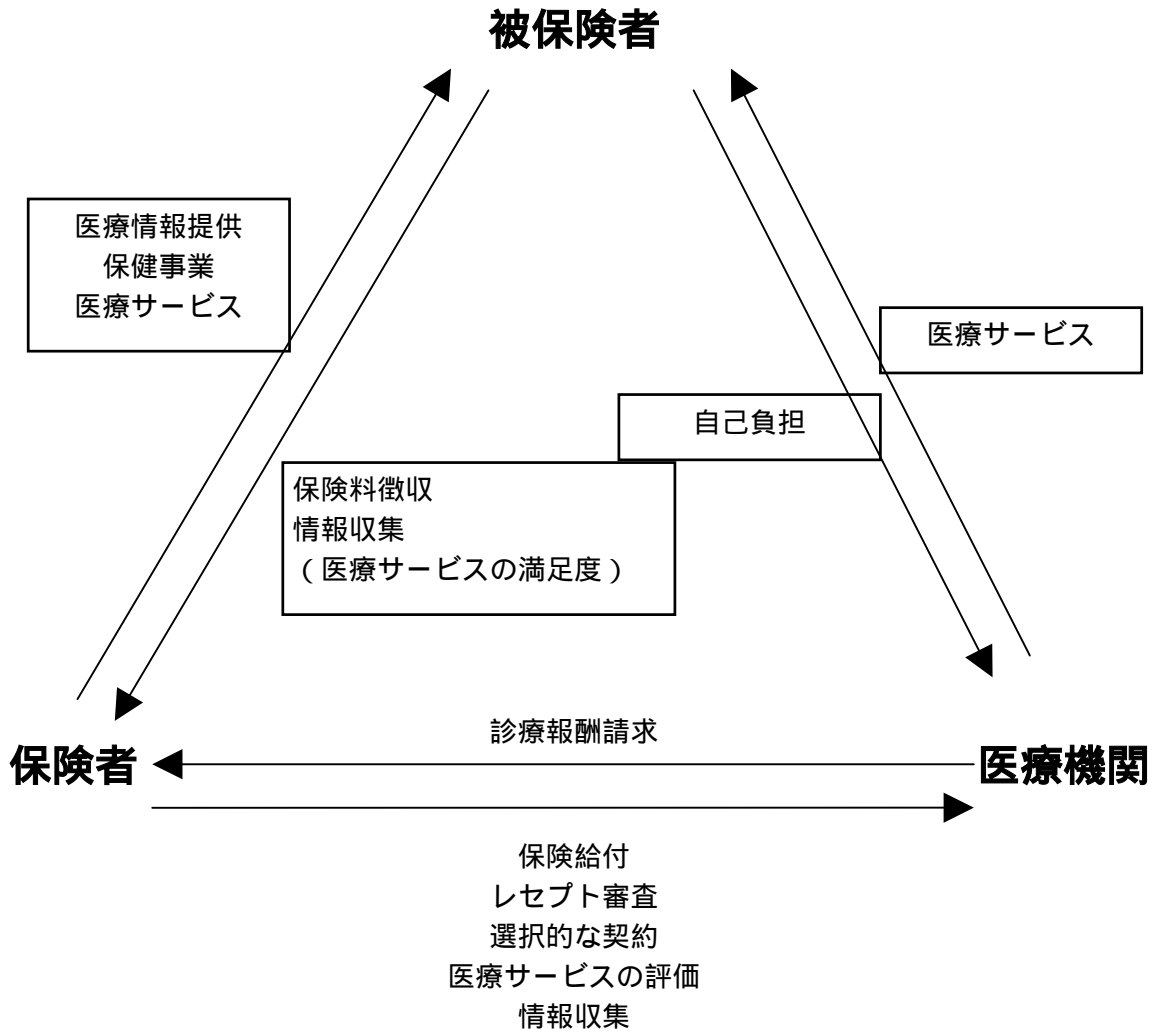 被保険者
医療情報提供
保健事業
医療サービス
医療サービス
自己負担
保険料徴収
情報収集
（医療サービスの満足度）
診療報酬請求
保険者
医療機関
保険給付
レセプト審査
選択的な契約
医療サービスの評価
情報収集